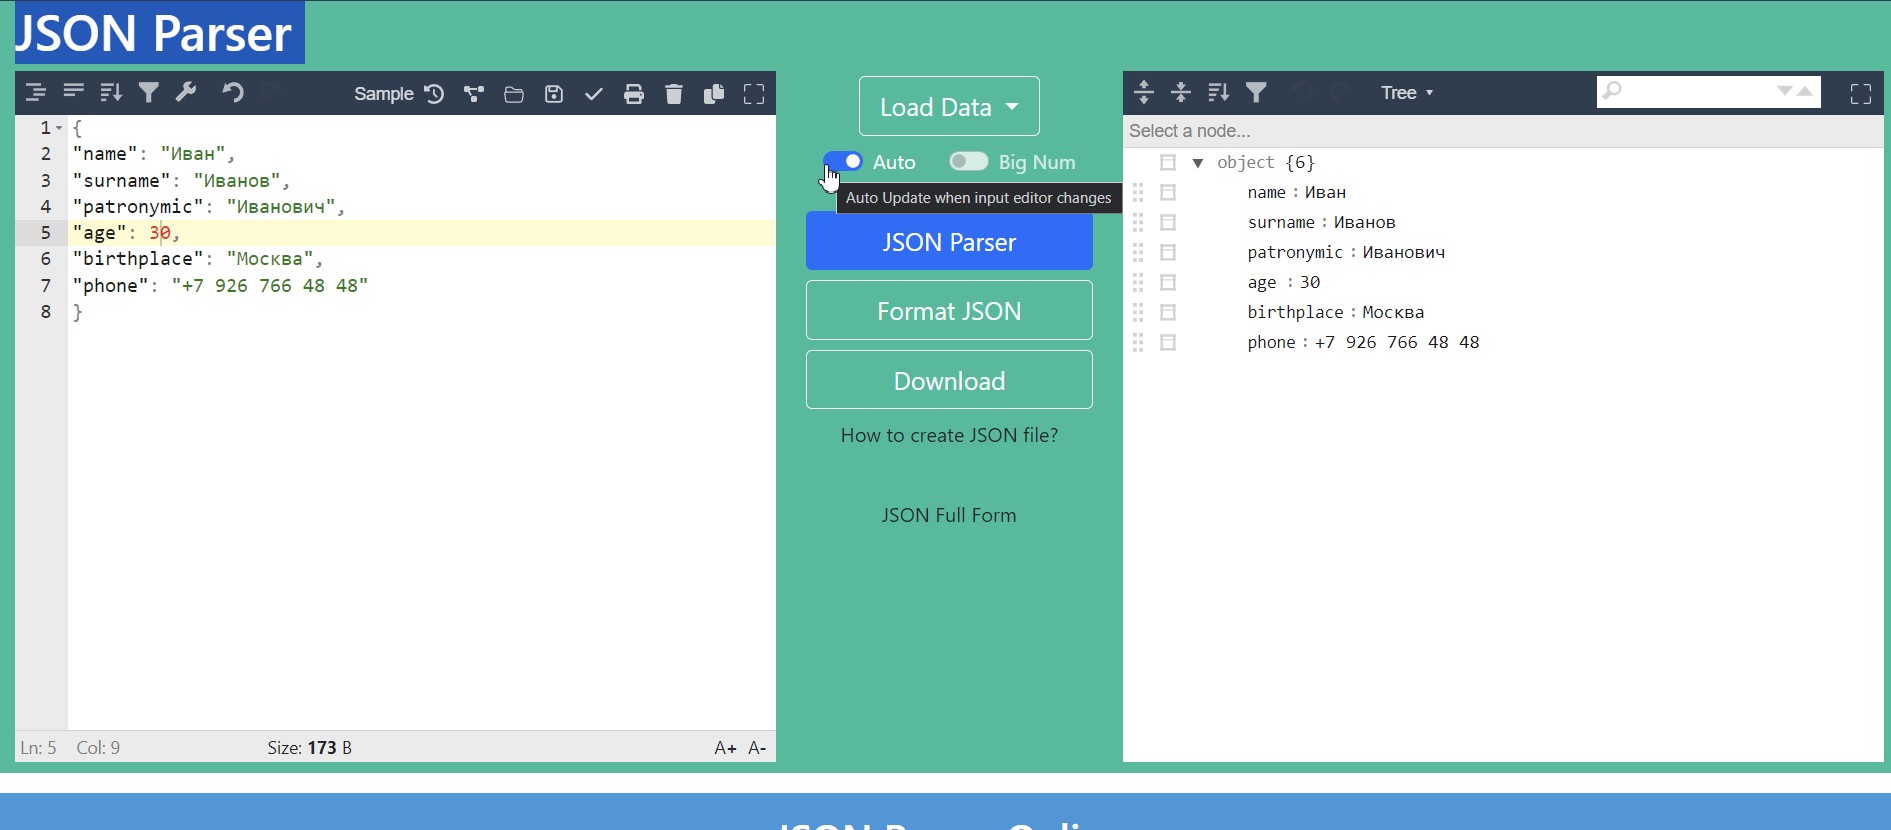 JSON Parser
Sample
1 {
2 "name": "Иван",
3 "surname": "Иванов",
4 "patronymic": "Иванович",
5 "age": 30,
6 "birthplace": "Москва",
7 "phone": "+7 926 766 48 48"
8 }
Ln: 5 Col: 9 Size: 173 B A+ A-
Load Data
Auto Big Num
Auto Update when input editor changes
JSON Parser
Format JSON
Download
How to create JSON file?
JSON Full Form
Tree
Select a node...
object {6}
name : Иван
surname : Иванов
patronymic : Иванович
age : 30
birthplace : Москва
phone : +7 926 766 48 48